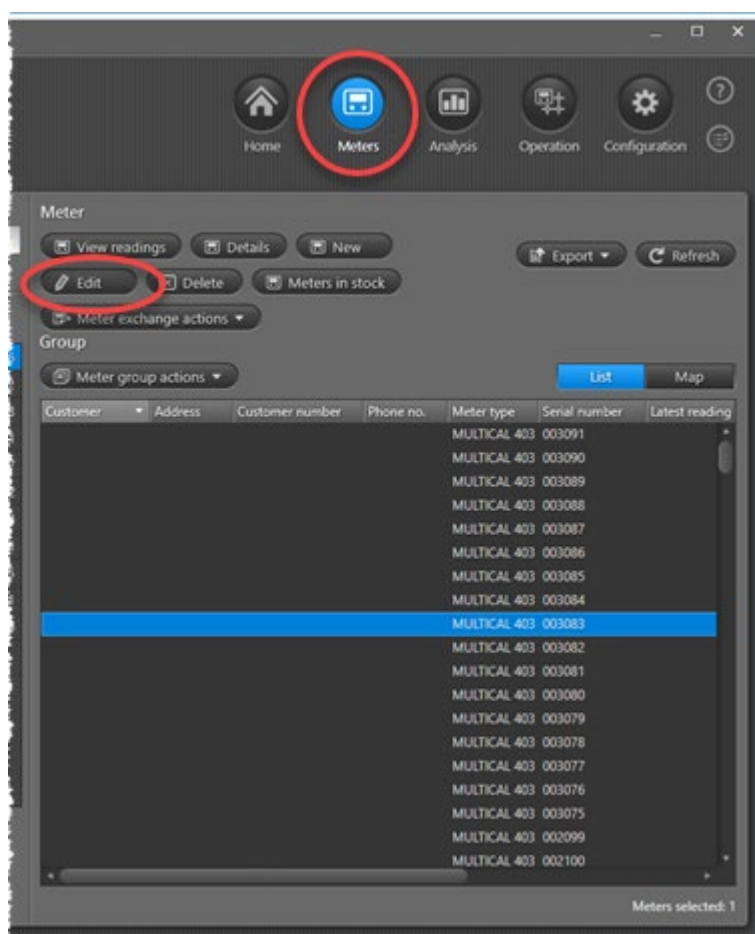 Home Meters Analysis Operation Configuration
Meter
View readings Details New Export Refresh
Edit Delete Meters in stock
Meter exchange actions
Group
Meter group actions List Map
Customer Address Customer number Phone no. Meter type Serial number Latest reading
MULTICAL 403 003091
MULTICAL 403 003090
MULTICAL 403 003089
MULTICAL 403 003088
MULTICAL 403 003087
MULTICAL 403 003086
MULTICAL 403 003085
MULTICAL 403 003084
MULTICAL 403 003083
MULTICAL 403 003082
MULTICAL 403 003081
MULTICAL 403 003080
MULTICAL 403 003079
MULTICAL 403 003078
MULTICAL 403 003077
MULTICAL 403 003076
MULTICAL 403 003075
MULTICAL 403 002099
MULTICAL 403 002100
Meters selected: 1